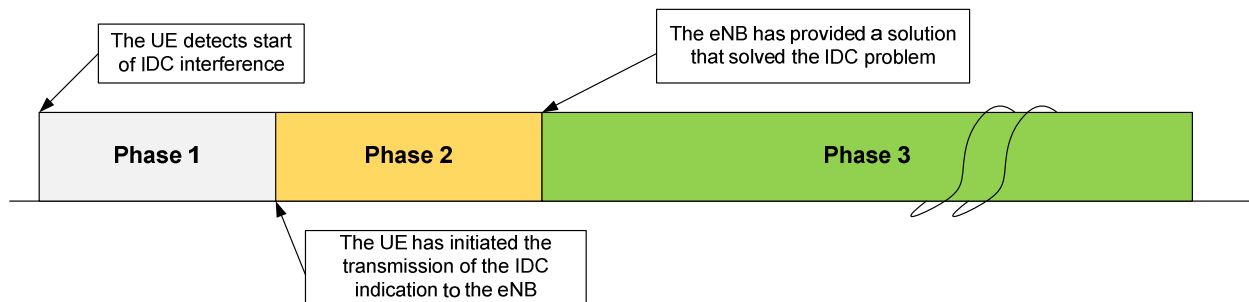 The UE detects start
of IDC interference
The eNB has provided a solution
that solved the IDC problem
Phase 1
Phase 2
Phase 3
The UE has initiated the
transmission of the IDC
indication to the eNB